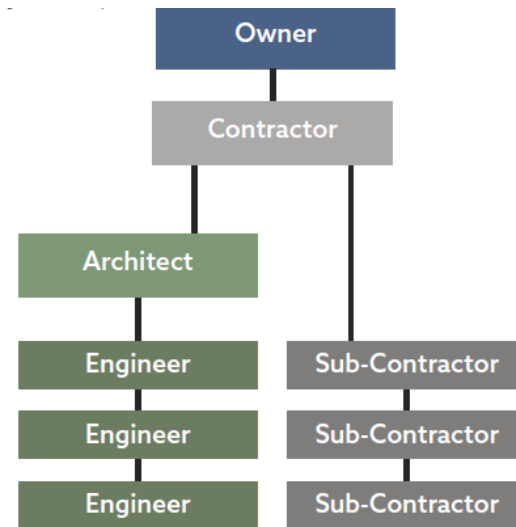 Owner
Contractor
Architect
Engineer
Sub-Contractor
Engineer
Sub-Contractor
Engineer
Sub-Contractor